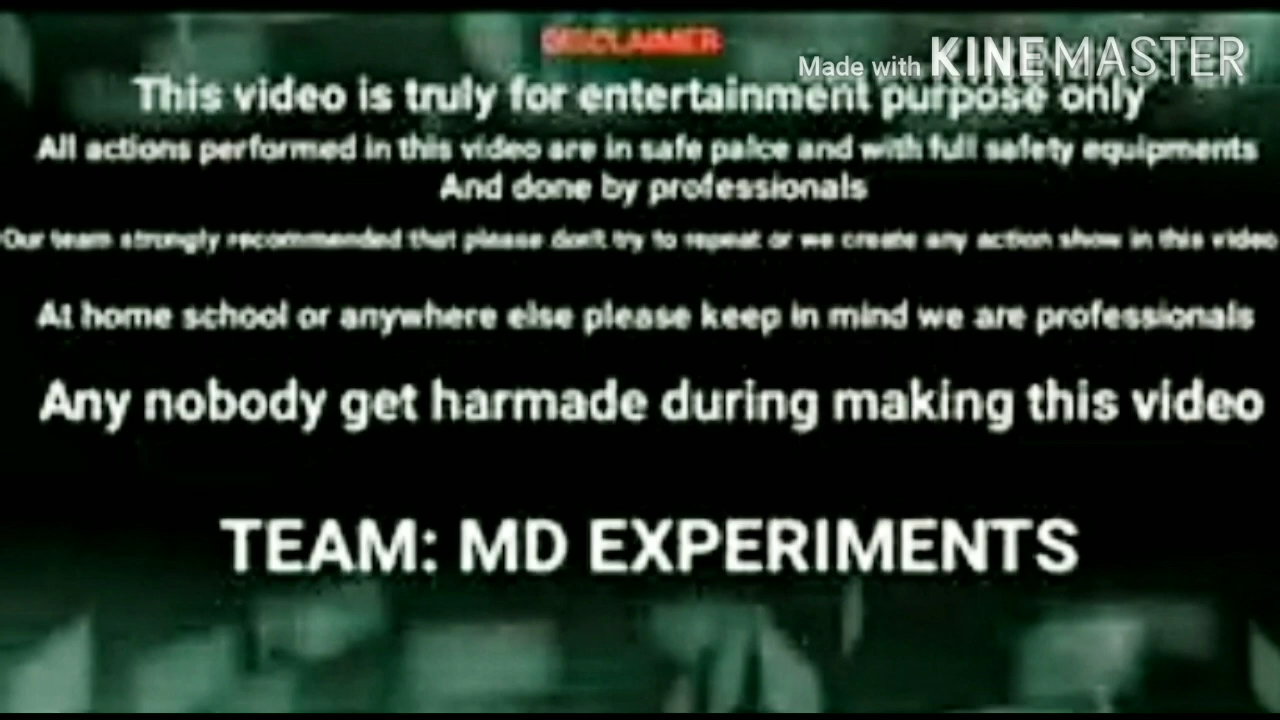 DISCLAIMER
Made with KINEMASTER
This video is truly for entertainment purpose only
All actions performed in this video are in safe palce and with full safety equipments
And done by professionals
Our team strongly recommended that please don't try to repeat or we create any action show in this video
At home school or anywhere else please keep in mind we are professionals
Any nobody get harmade during making this video
TEAM: MD EXPERIMENTS